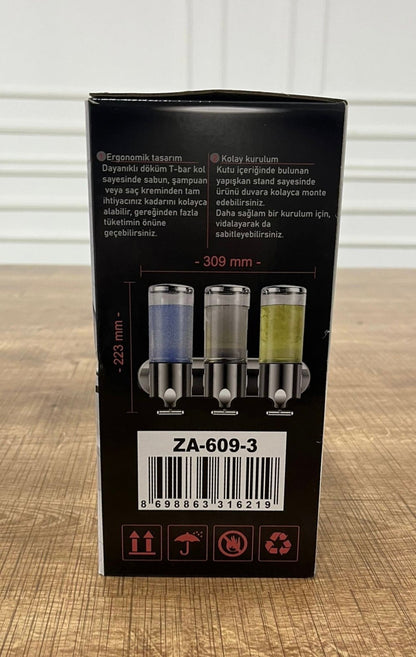 Ergonomik tasarım
Dayanıklı döküm T-bar kol
sayesinde sabun, şampuan
veya saç kreminden tam
ihtiyacınız kadarını kolayca
alabilir, gereğinden fazla
tüketimin önüne
geçebilirsiniz.
Kolay kurulum
Kutu içeriğinde bulunan
yapışkan stand sayesinde
ürünü duvara kolayca monte
edebilirsiniz.
Daha sağlam bir kurulum için,
vidalayarak da
sabitleyebilirsiniz.
- 309 mm -
- 223 mm -
ZA-609-3
8 698863 316219